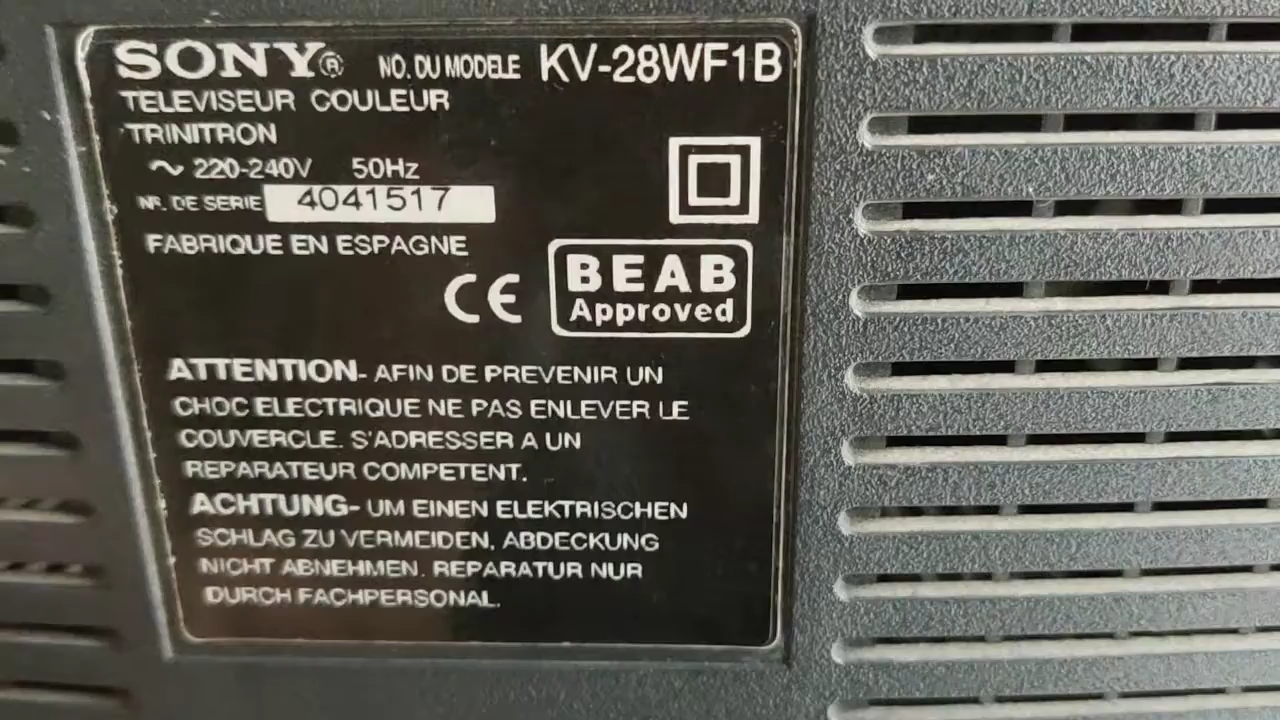 SONY® NO. DU MODELE KV-28WF1B
TELEVISEUR COULEUR
TRINITRON
~ 220-240V 50Hz
Nº. DE SERIE 4041517
FABRIQUE EN ESPAGNE
CE
BEAB
Approved
ATTENTION- AFIN DE PREVENIR UN
CHOC ELECTRIQUE NE PAS ENLEVER LE
COUVERCLE. S'ADRESSER A UN
REPARATEUR COMPETENT.
ACHTUNG- UM EINEN ELEKTRISCHEN
SCHLAG ZU VERMEIDEN, ABDECKUNG
NICHT ABNEHMEN. REPARATUR NUR
DURCH FACHPERSONAL.